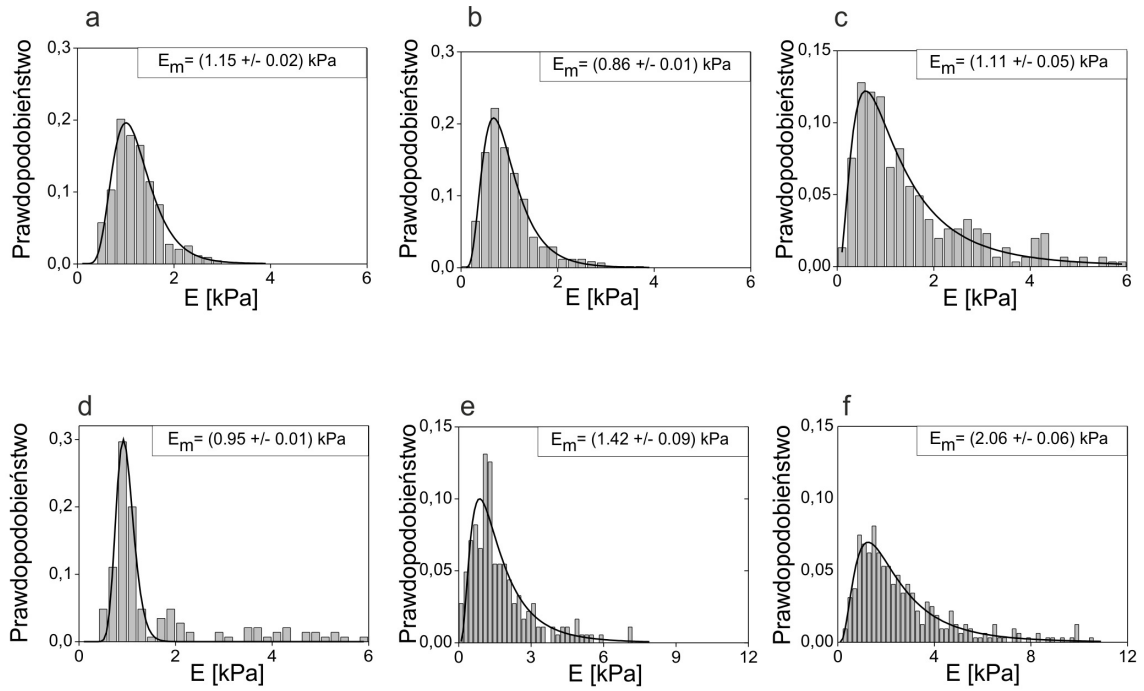 a
0,3
E_m= (1.15 +/- 0.02) kPa
0,2
0,1
0,0
0
2
4
6
Prawdopodobieństwo
E [kPa]
b
0,3
E_m= (0.86 +/- 0.01) kPa
0,2
0,1
0,0
0
2
4
6
Prawdopodobieństwo
E [kPa]
c
0,15
E_m= (1.11 +/- 0.05) kPa
0,10
0,05
0,00
0
2
4
6
Prawdopodobieństwo
E [kPa]
d
0,3
E_m= (0.95 +/- 0.01) kPa
0,2
0,1
0,0
0
2
4
6
Prawdopodobieństwo
E [kPa]
e
0,15
E_m= (1.42 +/- 0.09) kPa
0,10
0,05
0,00
0
3
6
9
12
Prawdopodobieństwo
E [kPa]
f
0,15
E_m= (2.06 +/- 0.06) kPa
0,10
0,05
0,00
0
4
8
12
Prawdopodobieństwo
E [kPa]